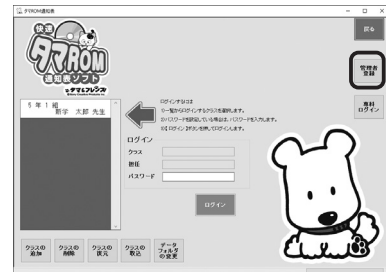 タマROM通知表
戻る
快速
タマROM
通知表ソフト
タマ&フレンズ
管理者
登録
専科
ログイン
5 年 1 組
新学 太郎 先生
ログインするには
1)一覧からログインするクラスを選択します。
2)パスワードを設定している場合は、パスワードを入力します。
3)【ログイン】ボタンを押してログインします。
ログイン
クラス
担任
パスワード
ログイン
クラスの
追加
クラスの
削除
クラスの
復元
クラスの
取込
データ
フォルダ
の変更